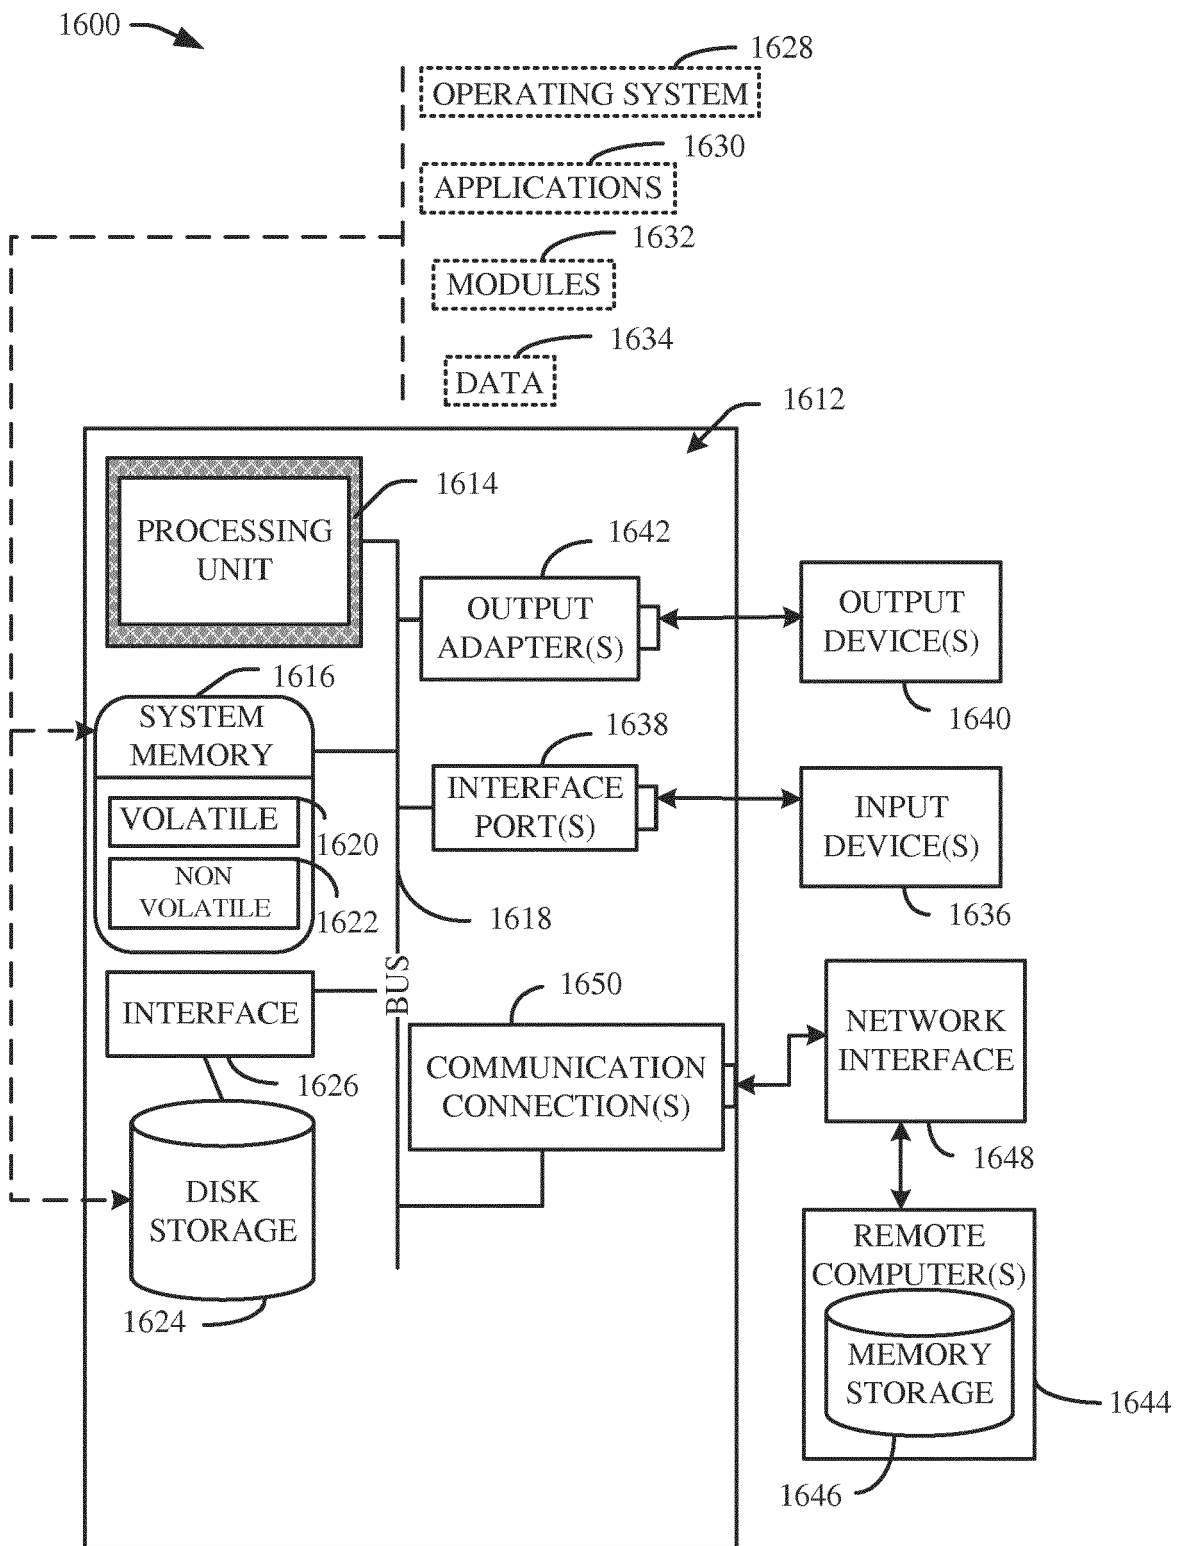 1600
1628
OPERATING SYSTEM
1630
APPLICATIONS
1632
MODULES
1634
DATA
1612
1614
PROCESSING
UNIT
1642
OUTPUT
ADAPTER(S)
OUTPUT
DEVICE(S)
1640
1616
SYSTEM
MEMORY
VOLATILE
1620
NON
VOLATILE
1622
1638
INTERFACE
PORT(S)
INPUT
DEVICE(S)
1636
1618
BUS
INTERFACE
1626
1650
COMMUNICATION
CONNECTION(S)
NETWORK
INTERFACE
1648
DISK
STORAGE
1624
REMOTE
COMPUTER(S)
MEMORY
STORAGE
1644
1646